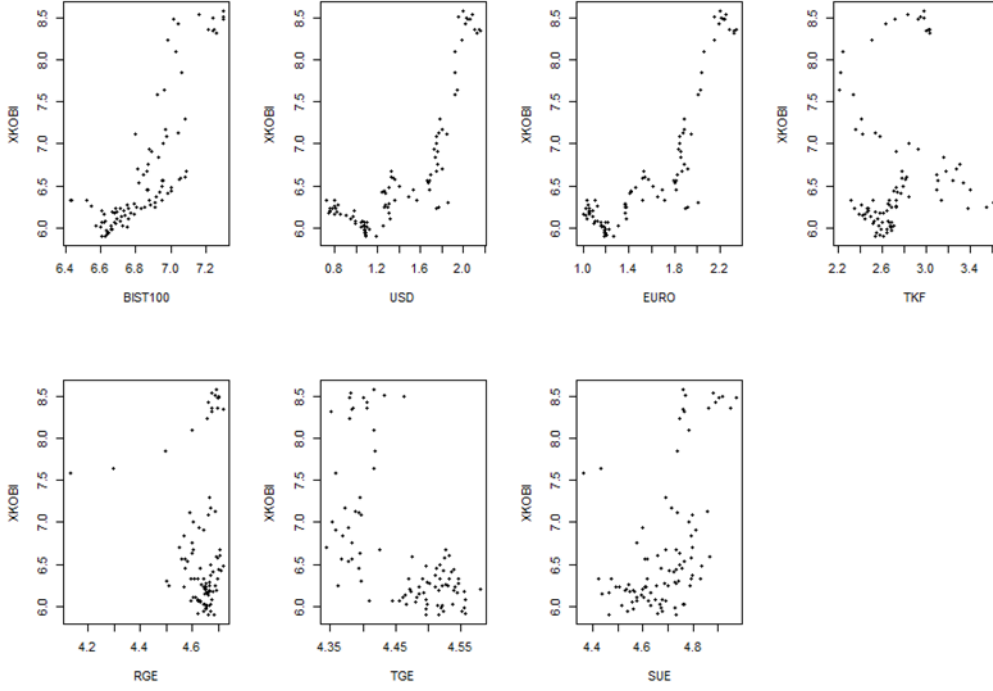 XKOBI
6.0 6.5 7.0 7.5 8.0 8.5
6.4 6.6 6.8 7.0 7.2
BIST100
XKOBI
6.0 6.5 7.0 7.5 8.0 8.5
0.8 1.2 1.6 2.0
USD
XKOBI
6.0 6.5 7.0 7.5 8.0 8.5
1.0 1.4 1.8 2.2
EURO
XKOBI
6.0 6.5 7.0 7.5 8.0 8.5
2.2 2.6 3.0 3.4
TKF
XKOBI
6.0 6.5 7.0 7.5 8.0 8.5
4.2 4.4 4.6
RGE
XKOBI
6.0 6.5 7.0 7.5 8.0 8.5
4.35 4.45 4.55
TGE
XKOBI
6.0 6.5 7.0 7.5 8.0 8.5
4.4 4.6 4.8
SUE